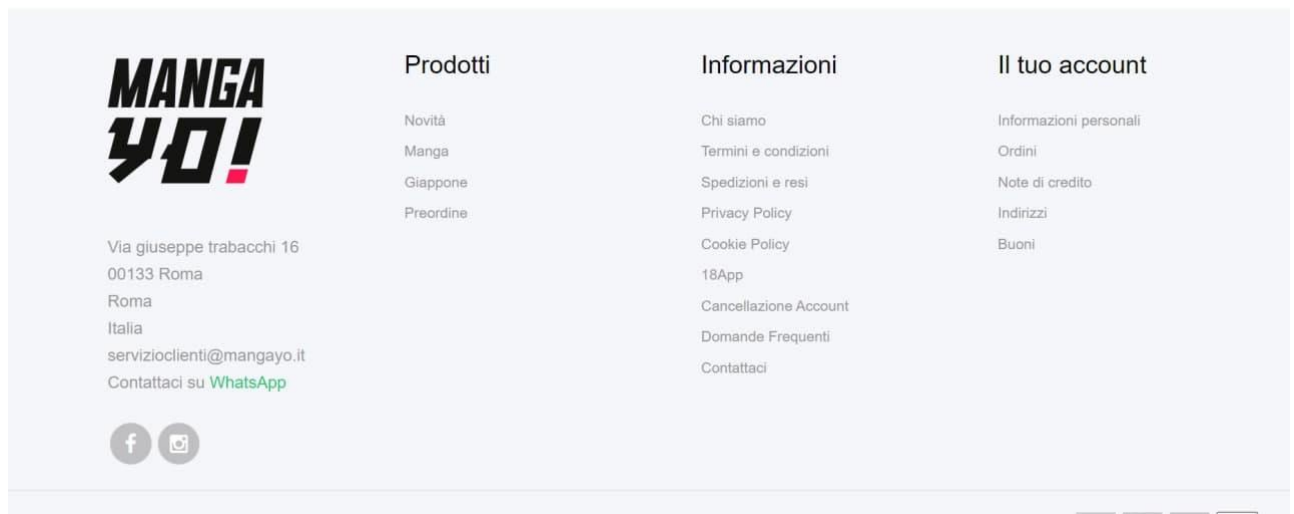 MANGA
YO!
Via giuseppe trabacchi 16
00133 Roma
Roma
Italia
servizioclienti@mangayo.it
Contattaci su WhatsApp
Prodotti
Novità
Manga
Giappone
Preordine
Informazioni
Chi siamo
Termini e condizioni
Spedizioni e resi
Privacy Policy
Cookie Policy
18App
Cancellazione Account
Domande Frequenti
Contattaci
Il tuo account
Informazioni personali
Ordini
Note di credito
Indirizzi
Buoni